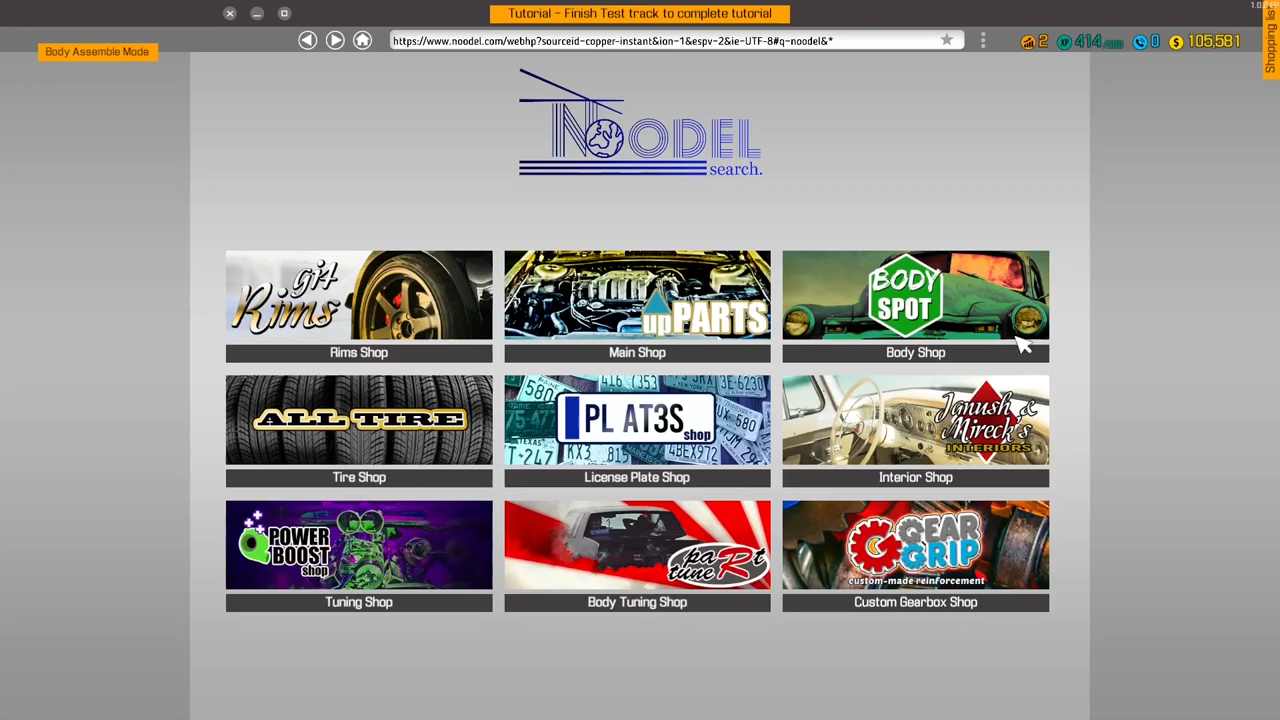 Tutorial - Finish Test track to complete tutorial
Body Assemble Mode
https://www.noodel.com/webhp?sourceid-copper-instant&ion-1&espv-2&ie-UTF-8#q-noodel&*
2
XP 414
0
$ 105,581
Shopping list
NOODEL
search.
gi4
Rims
upPARTS
BODY
SPOT
Rims Shop
Main Shop
Body Shop
ALL TIRE
PL AT3S
shop
Janush &
Mireck's
INTERIORS
Tire Shop
License Plate Shop
Interior Shop
POWER
BOOST
shop
paRt
tuneR
GEAR
GRIP
custom-made reinforcement
Tuning Shop
Body Tuning Shop
Custom Gearbox Shop